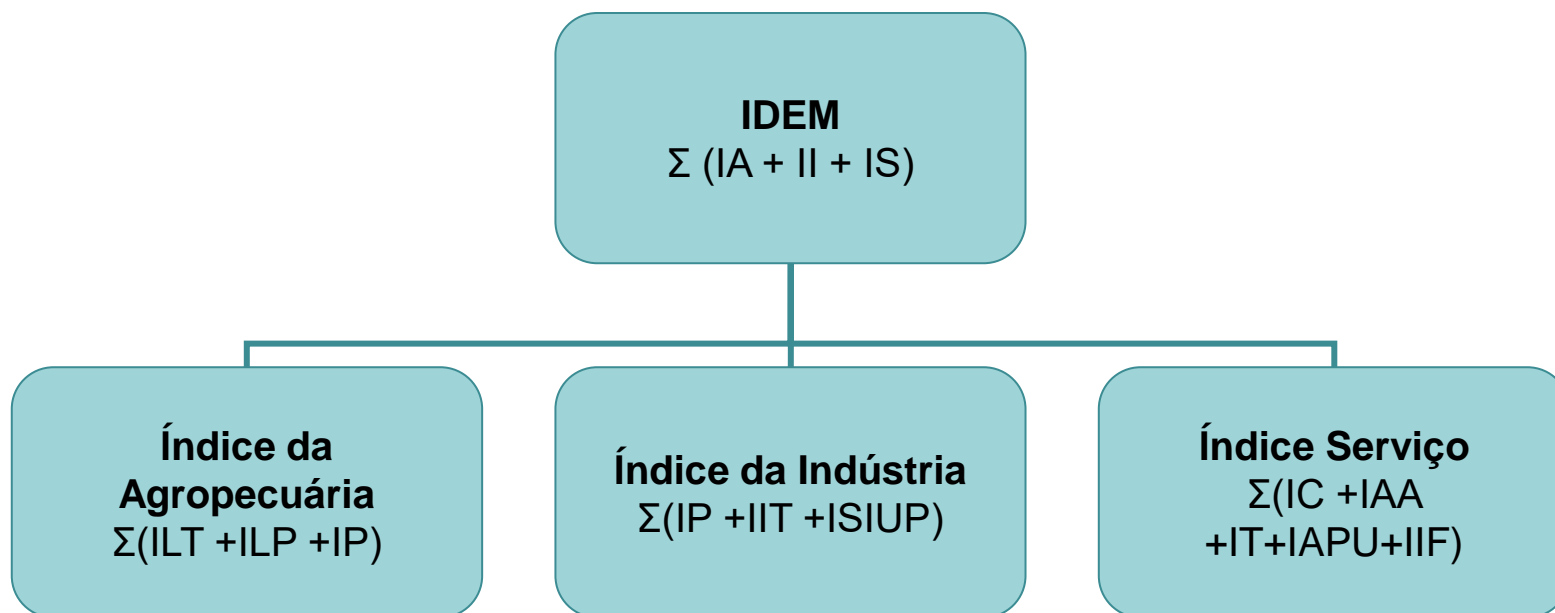 IDEM
Σ (IA + II + IS)
Índice da
Agropecuária
Σ(ILT +ILP +IP)
Índice da Indústria
Σ(IP +IIT +ISIUP)
Índice Serviço
Σ(IC +IAA
+IT+IAPU+IIF)